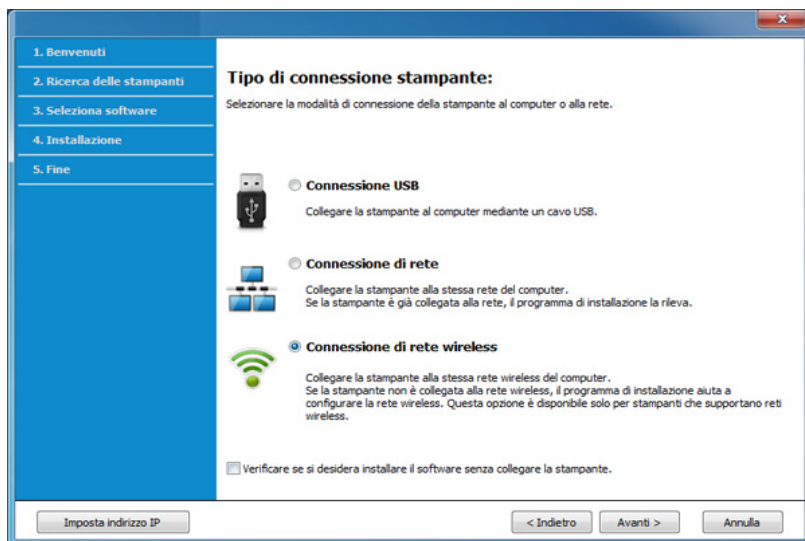 1. Benvenuti
2. Ricerca delle stampanti
3. Seleziona software
4. Installazione
5. Fine
Tipo di connessione stampante:
Selezionare la modalità di connessione della stampante al computer o alla rete.
Connessione USB
Collegare la stampante al computer mediante un cavo USB.
Connessione di rete
Collegare la stampante alla stessa rete del computer.
Se la stampante è già collegata alla rete, il programma di installazione la rileva.
Connessione di rete wireless
Collegare la stampante alla stessa rete wireless del computer.
Se la stampante non è collegata alla rete wireless, il programma di installazione aiuta a
configurare la rete wireless. Questa opzione è disponibile solo per stampanti che supportano reti
wireless.
Verificare se si desidera installare il software senza collegare la stampante.
Imposta indirizzo IP
< Indietro
Avanti >
Annulla